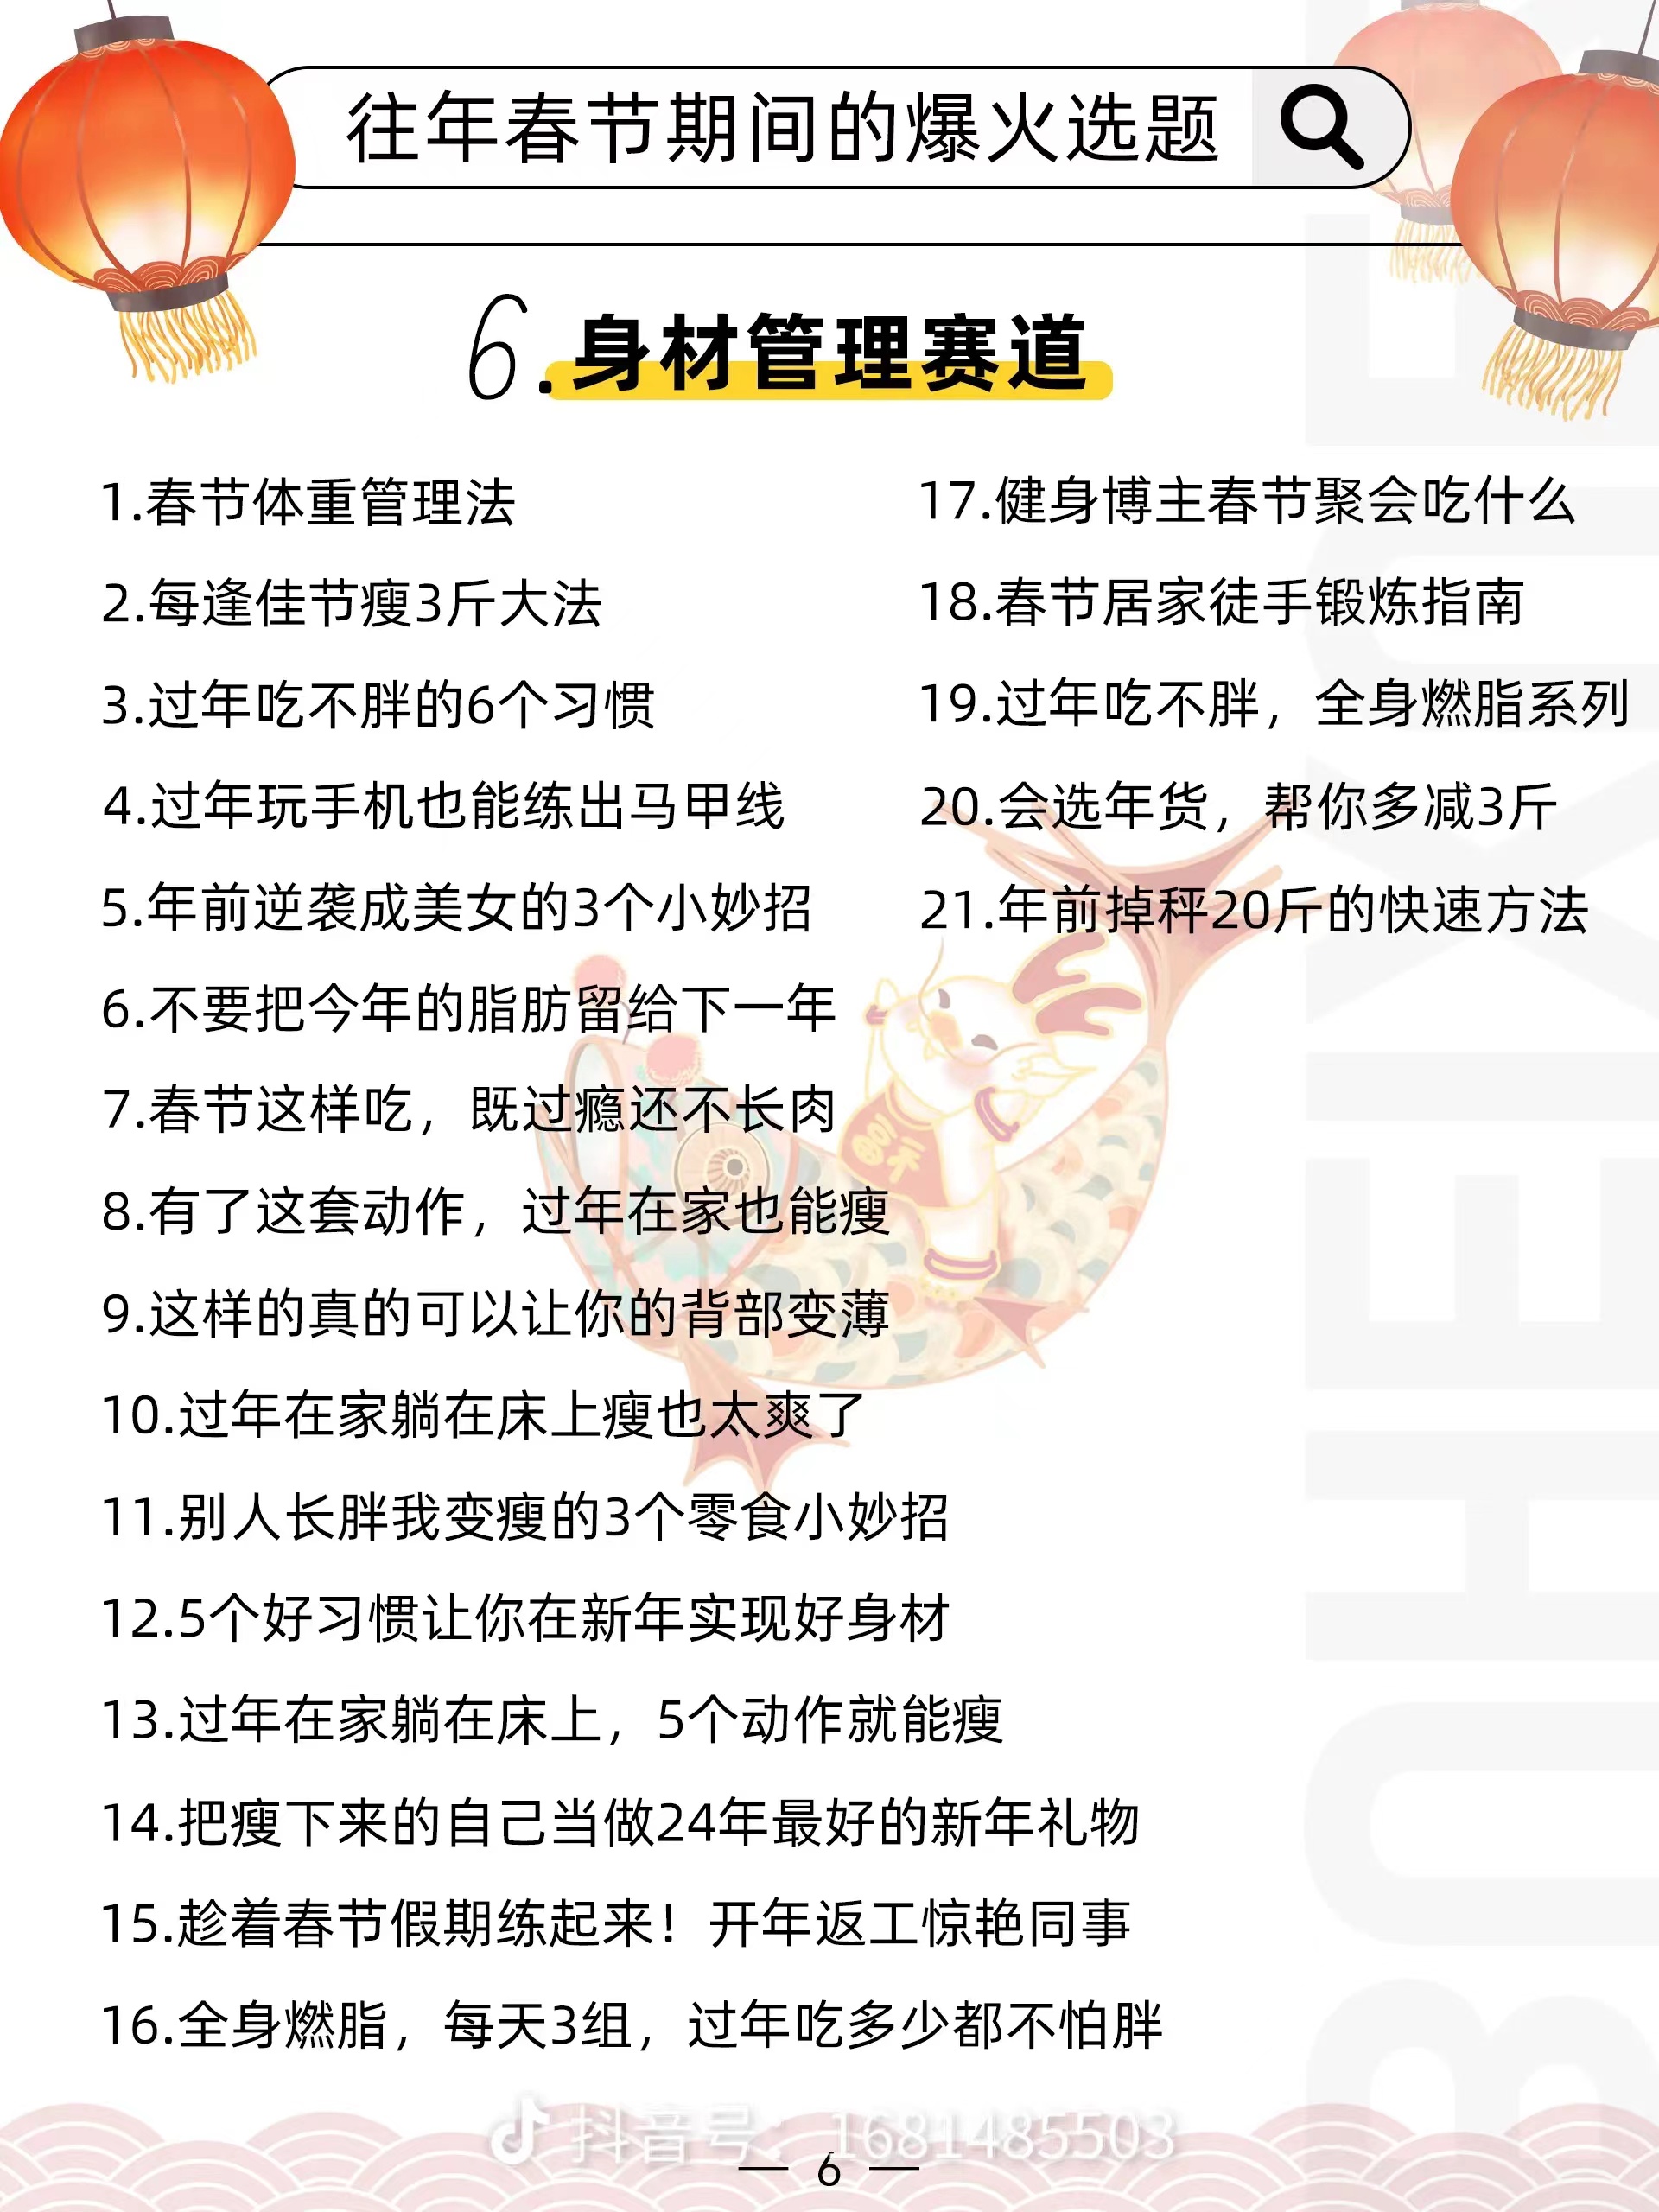 往年春节期间的爆火选题
6.身材管理赛道
1.春节体重管理法
2.每逢佳节瘦3斤大法
3.过年吃不胖的6个习惯
4.过年玩手机也能练出马甲线
5.年前逆袭成美女的3个小妙招
6.不要把今年的脂肪留给下一年
7.春节这样吃，既过瘾还不长肉
8.有了这套动作，过年在家也能瘦
9.这样的真的可以让你的背部变薄
10.过年在家躺在床上瘦也太爽了
11.别人长胖我变瘦的3个零食小妙招
12.5个好习惯让你在新年实现好身材
13.过年在家躺在床上，5个动作就能瘦
14.把瘦下来的自己当做24年最好的新年礼物
15.趁着春节假期练起来！开年返工惊艳同事
16.全身燃脂，每天3组，过年吃多少都不怕胖
17.健身博主春节聚会吃什么
18.春节居家徒手锻炼指南
19.过年吃不胖，全身燃脂系列
20.会选年货，帮你多减3斤
21.年前掉秤20斤的快速方法
抖音号：1681485503
— 6 —